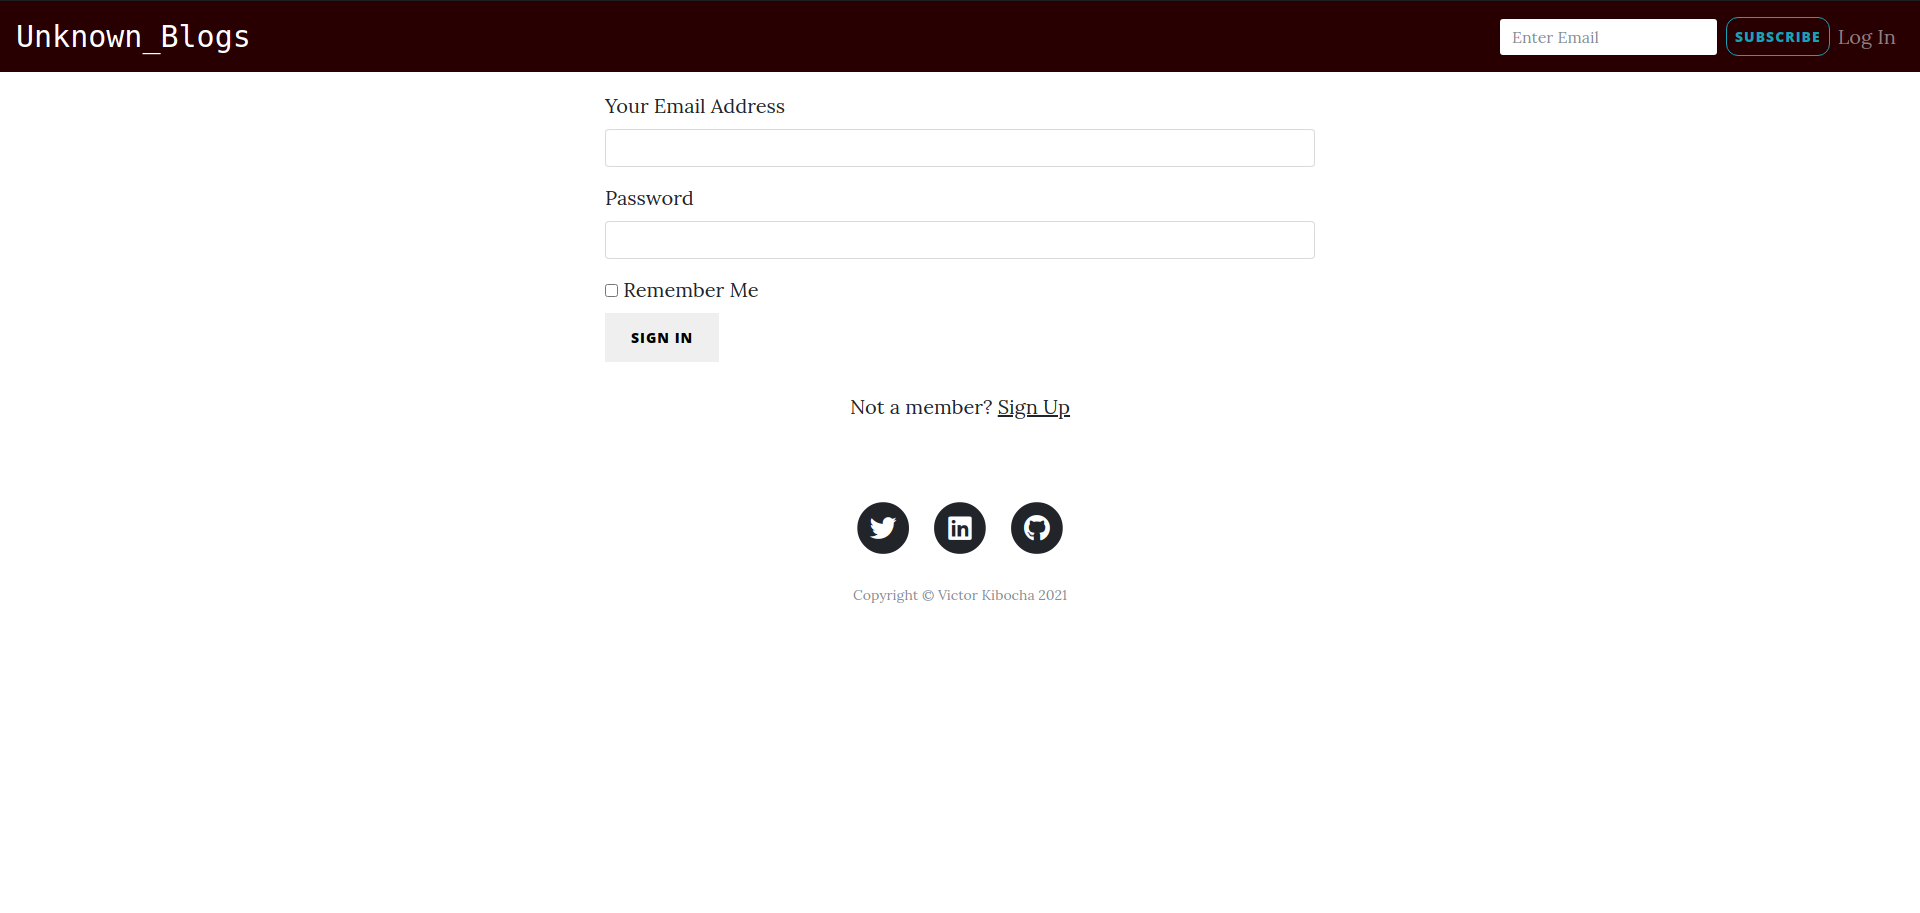 Unknown_Blogs
Enter Email
SUBSCRIBE
Log In
Your Email Address
Password
Remember Me
SIGN IN
Not a member? Sign Up
Copyright © Victor Kibocha 2021